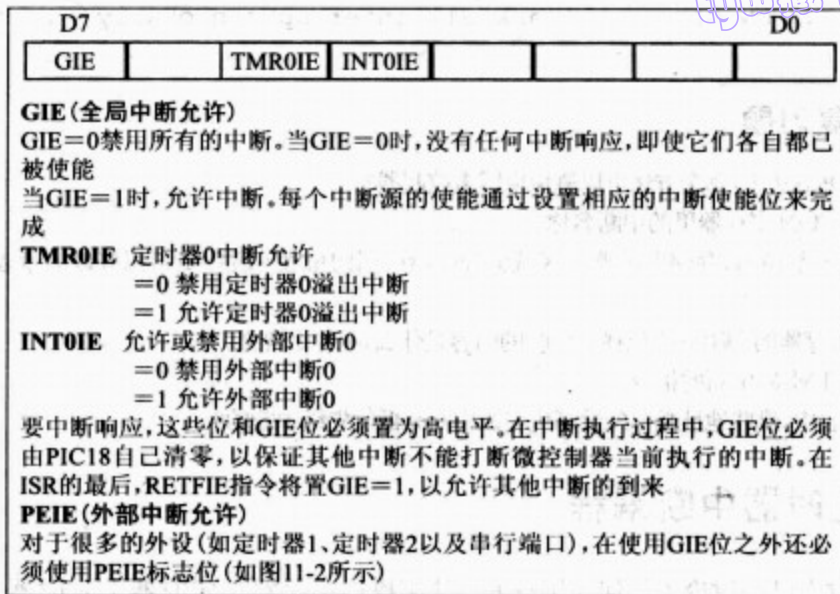 D7 D0
GIE TMR0IE INT0IE
GIE(全局中断允许)
GIE=0禁用所有的中断。当GIE=0时,没有任何中断响应,即使它们各自都已
被使能
当GIE=1时,允许中断。每个中断源的使能通过设置相应的中断使能位来完
成
TMR0IE 定时器0中断允许
=0 禁用定时器0溢出中断
=1 允许定时器0溢出中断
INT0IE 允许或禁用外部中断0
=0 禁用外部中断0
=1 允许外部中断0
要中断响应,这些位和GIE位必须置为高电平。在中断执行过程中,GIE位必须
由PIC18自己清零,以保证其他中断不能打断微控制器当前执行的中断。在
ISR的最后,RETFIE指令将置GIE=1,以允许其他中断的到来
PEIE(外部中断允许)
对于很多的外设(如定时器1、定时器2以及串行端口),在使用GIE位之外还必
须使用PEIE标志位(如图11-2所示)